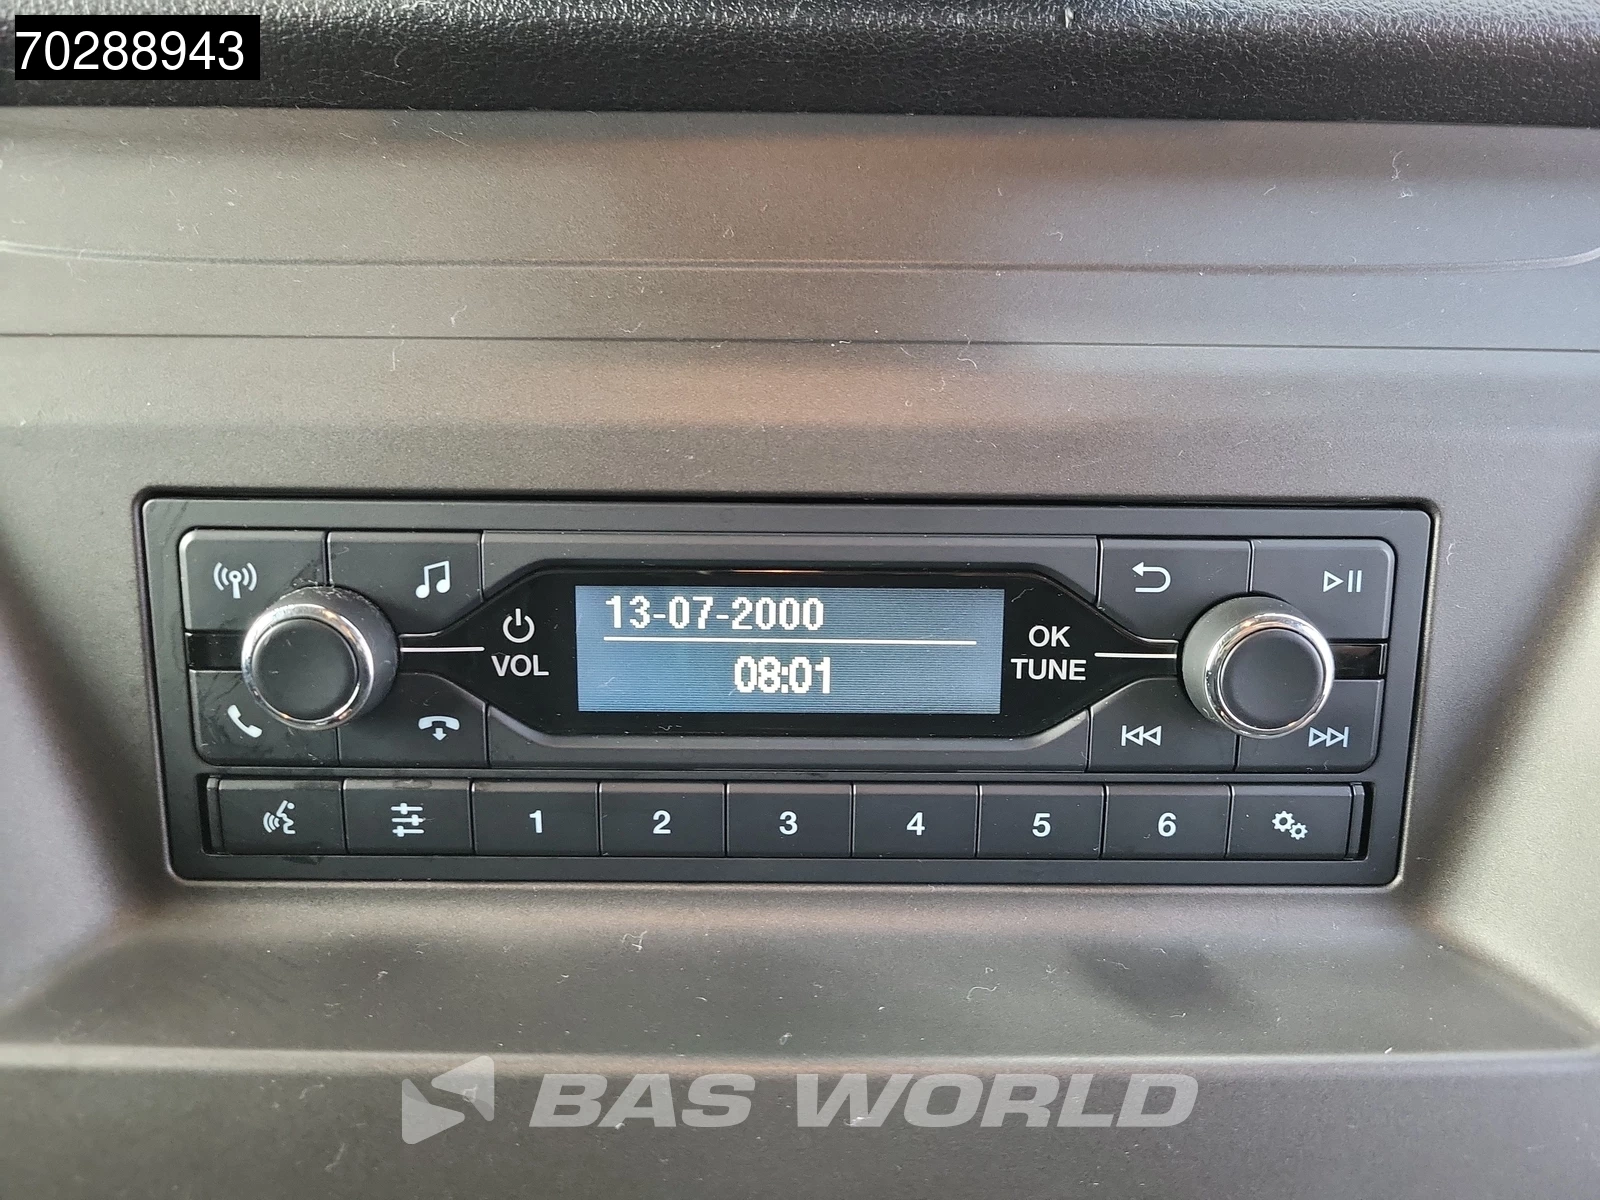 70288943
13-07-2000
08:01
VOL
OK
TUNE
1 2 3 4 5 6
BAS WORLD